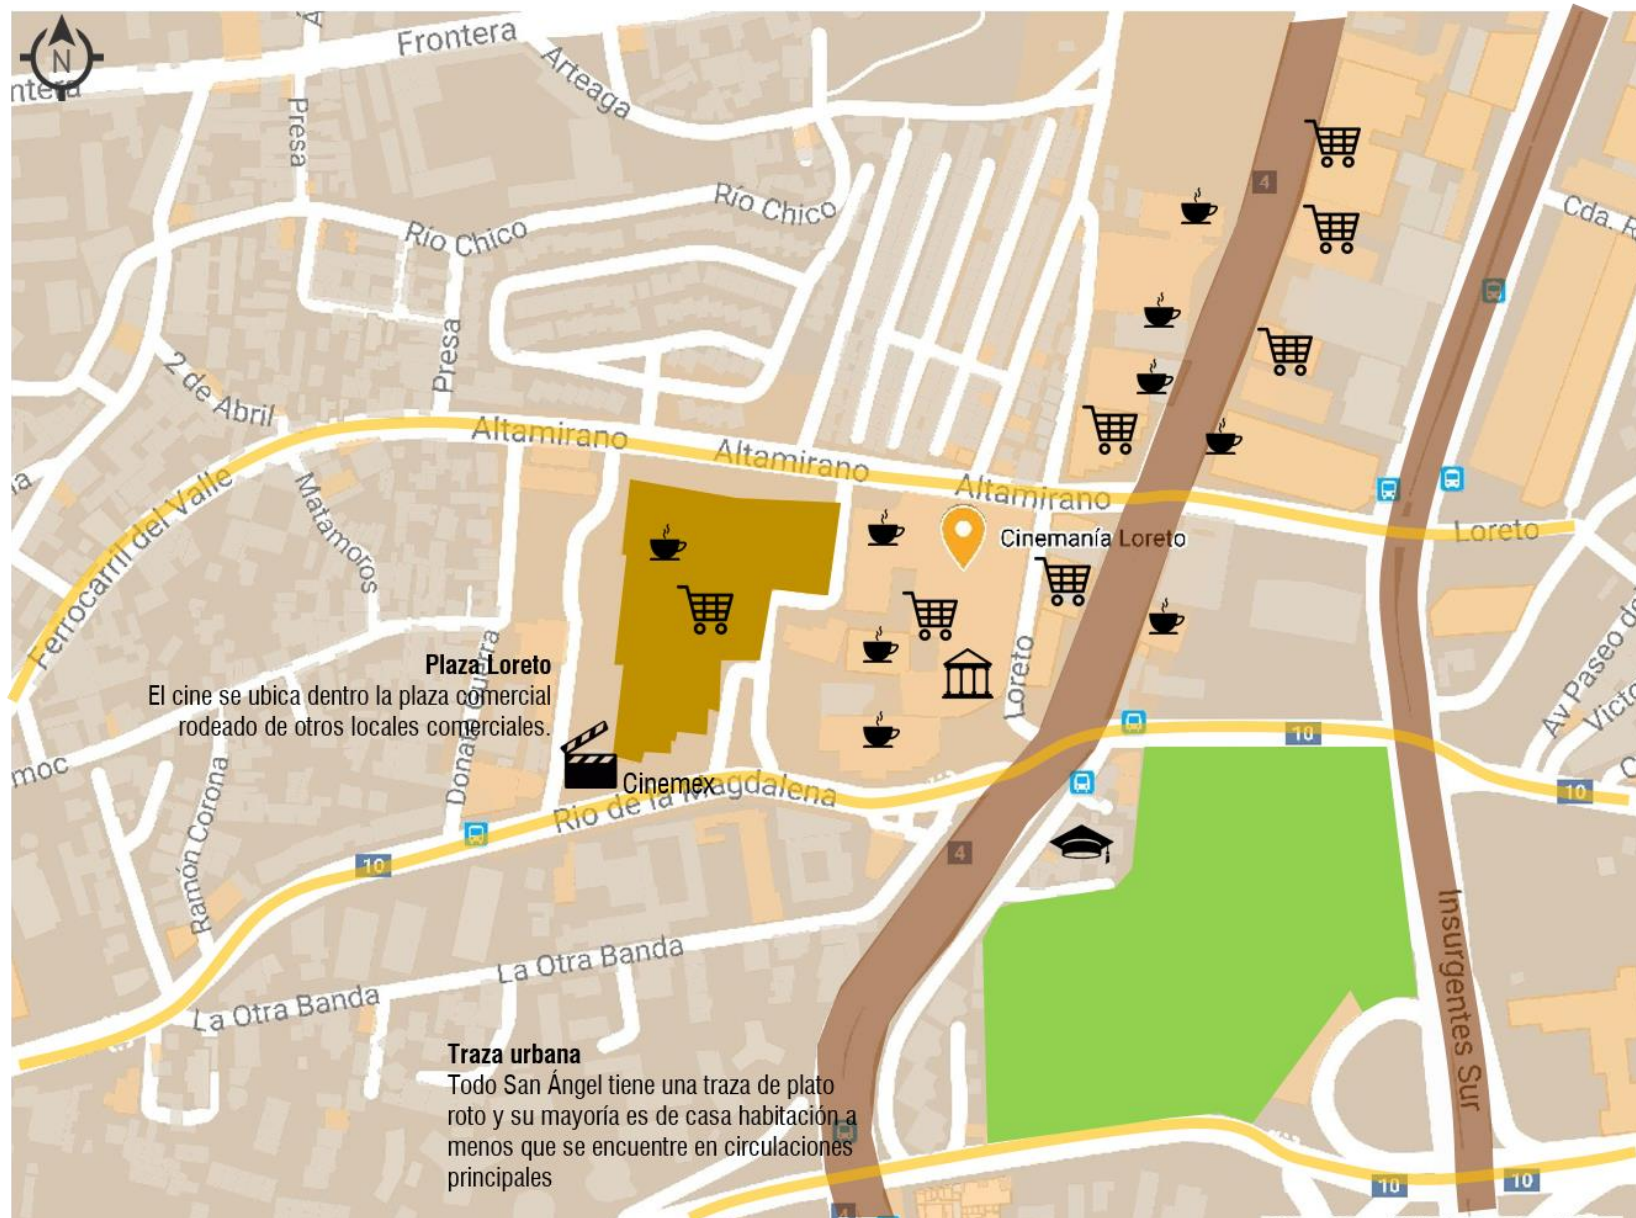 N
Frontera
Arteaga
Presa
Río Chico
Río Chico
4
Cda. R
2 de Abril
Presa
Altamirano
Altamirano
Altamirano
Loreto
Ferrocarril del Valle
Matamoros
Cinemanía Loreto
Plaza Loreto
El cine se ubica dentro la plaza comercial
rodeado de otros locales comerciales.
Loreto
Av Paseo del
Victo
moc
Ramón Corona
Cinemex
Río de la Magdalena
10
10
10
4
La Otra Banda
La Otra Banda
Insurgentes Sur
Traza urbana
Todo San Ángel tiene una traza de plato
roto y su mayoría es de casa habitación a
menos que se encuentre en circulaciones
principales
10
10
4